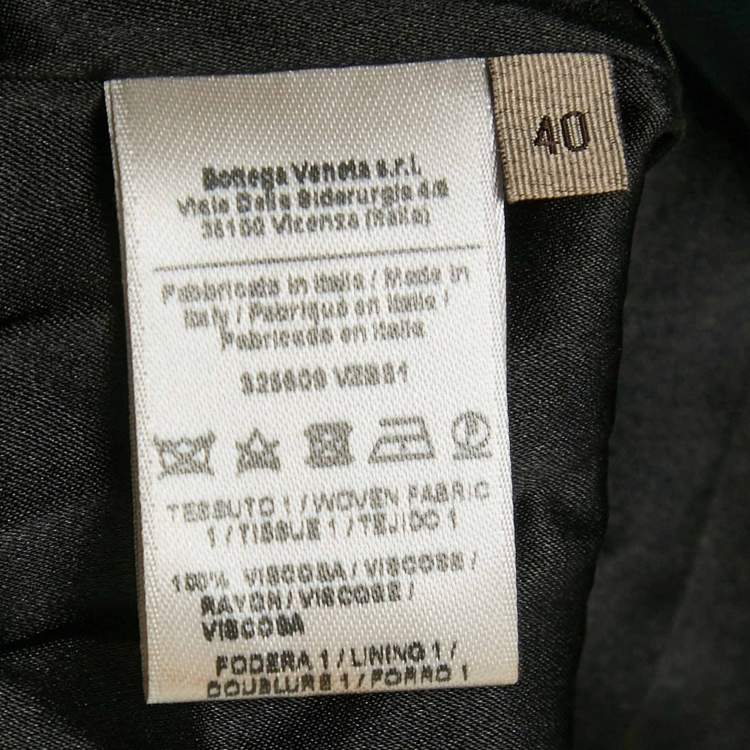 Bottega Veneta s.r.l.
Viale Della Siderurgia 4/a
36100 Vicenza (Italia)
40
Fabbricato in Italia / Made in
Italy / Fabriqué en Italie /
Fabricado en Italia
325609
TESSUTO 1 / WOVEN FABRIC
1 / TISSUE 1 / TEJIDO 1
100% VISCOSA / VISCOSE /
RAYON / VISCOSE /
VISCOSA
FODERA 1 / LINING 1 /
DOUBLURE 1 / FORRO 1